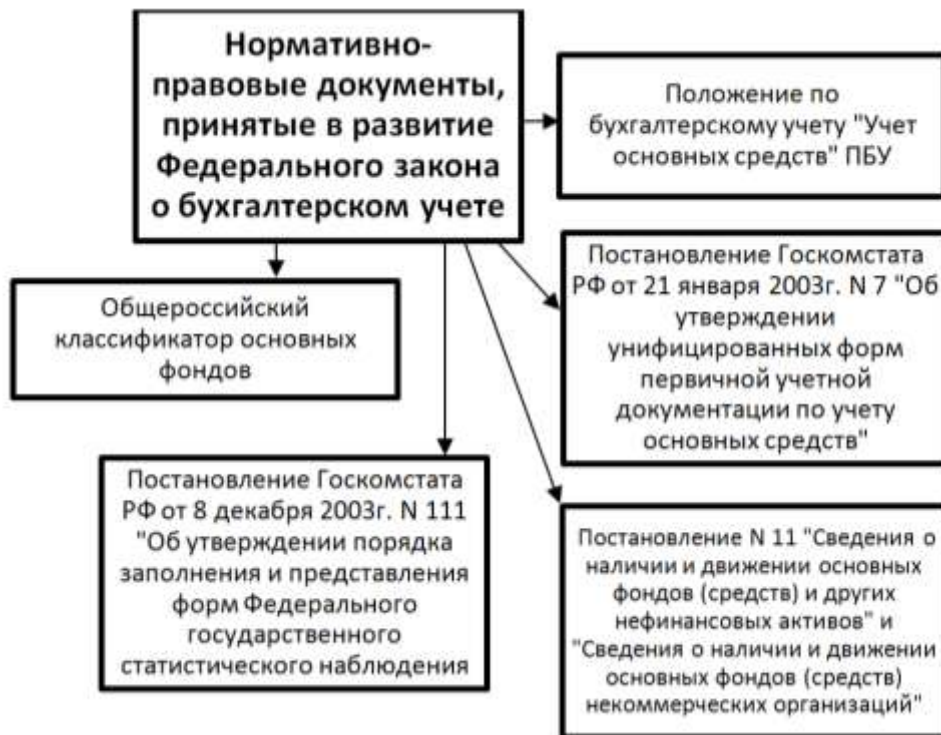 Нормативно-
правовые документы,
принятые в развитие
Федерального закона
о бухгалтерском учете
Положение по
бухгалтерскому учету "Учет
основных средств" ПБУ
Общероссийский
классификатор основных
фондов
Постановление Госкомстата
РФ от 21 января 2003г. N 7 "Об
утверждении
унифицированных форм
первичной учетной
документации по учету
основных средств"
Постановление Госкомстата
РФ от 8 декабря 2003г. N 111
"Об утверждении порядка
заполнения и представления
форм Федерального
государственного
статистического наблюдения
Постановление N 11 "Сведения о
наличии и движении основных
фондов (средств) и других
нефинансовых активов" и
"Сведения о наличии и движении
основных фондов (средств)
некоммерческих организаций"